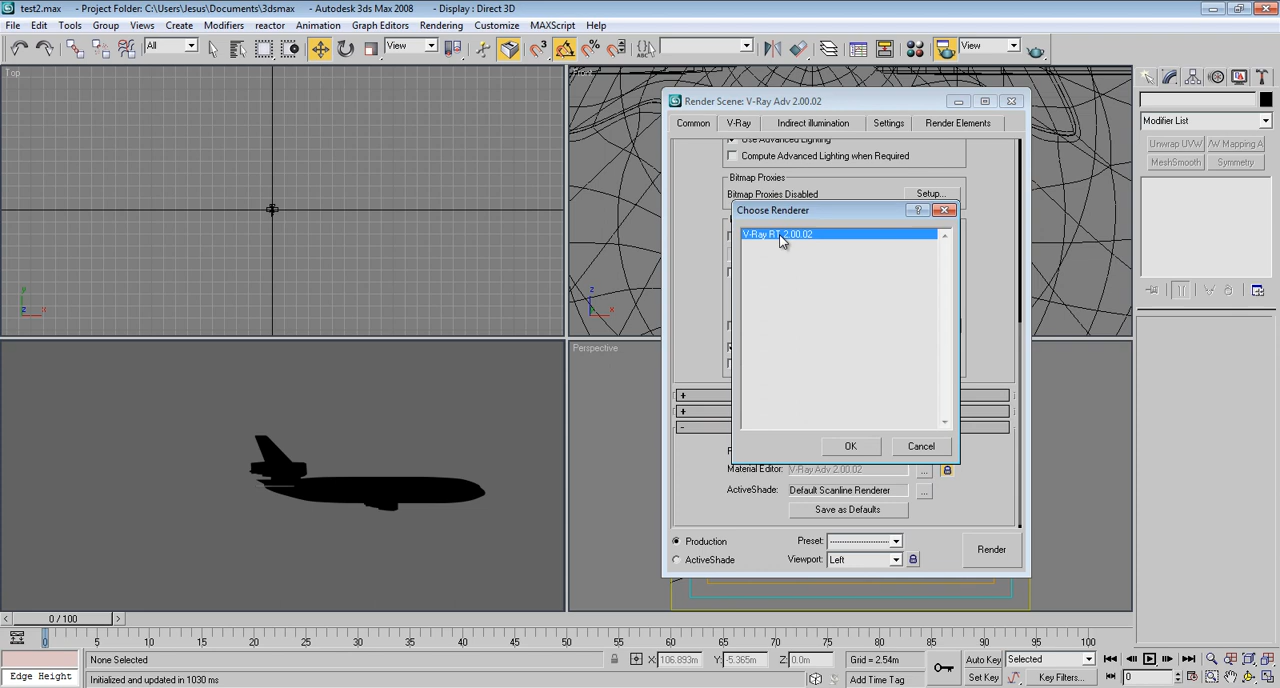 test2.max - Project Folder: C:\Users\Jesus\Documents\3dsmax - Autodesk 3ds Max 2008 - Display : Direct 3D
File Edit Tools Group Views Create Modifiers reactor Animation Graph Editors Rendering Customize MAXScript Help
All View View
Top
Render Scene: V-Ray Adv 2.00.02
Common V-Ray Indirect illumination Settings Render Elements
Use Advanced Lighting
Compute Advanced Lighting when Required
Bitmap Proxies
Bitmap Proxies Disabled Setup...
Choose Renderer
V-Ray RT 2.00.02
OK Cancel
Material Editor: V-Ray Adv 2.00.02 ...
ActiveShade: Default Scanline Renderer ...
Save as Defaults
Production Preset:
ActiveShade Viewport: Left
Render
Perspective
Modifier List
Unwrap UVW
MeshSmooth Symmetry
0 / 100
0 5 10 15 20 25 30 35 40 45 50 55 60 65 70 75 80 85 90 95 100
None Selected X: 106.893m Y: -5.365m Z: 0.0m Grid = 2.54m Auto Key Selected
Edge Height Initialized and updated in 1030 ms Add Time Tag Set Key Key Filters... 0